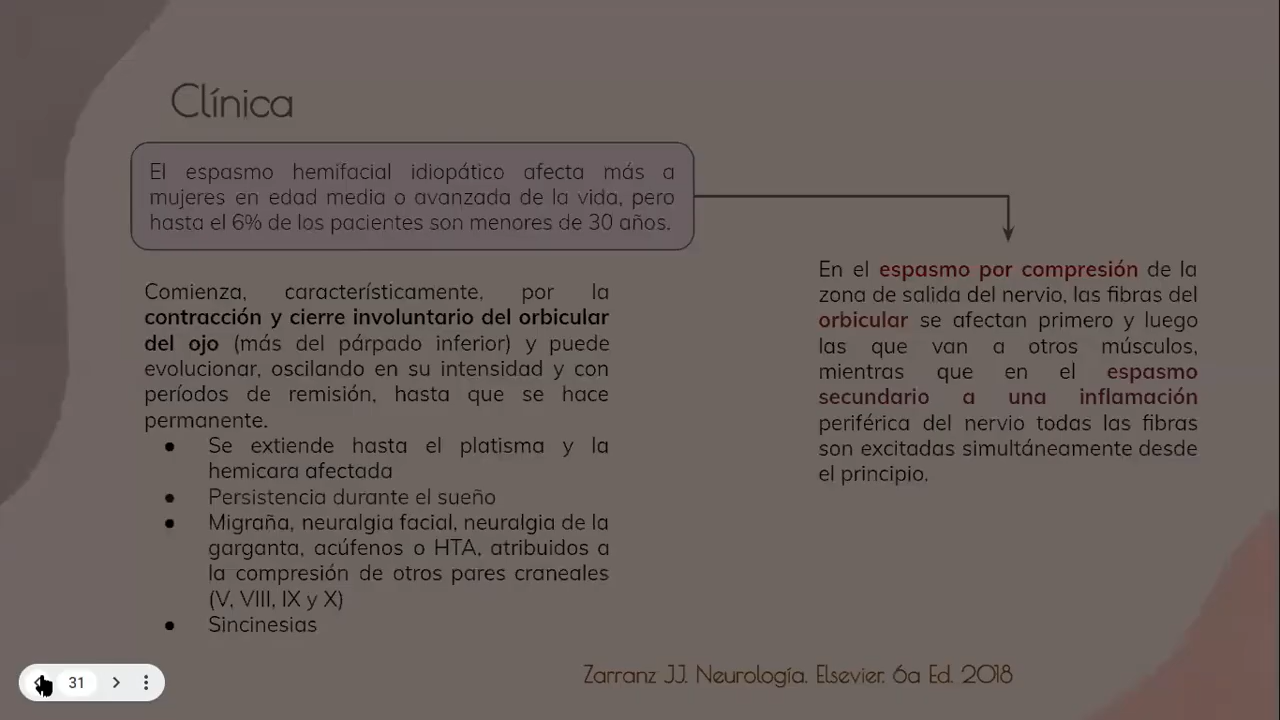 Clínica
El espasmo hemifacial idiopático afecta más a
mujeres en edad media o avanzada de la vida, pero
hasta el 6% de los pacientes son menores de 30 años.
Comienza, característicamente, por la
contracción y cierre involuntario del orbicular
del ojo (más del párpado inferior) y puede
evolucionar, oscilando en su intensidad y con
períodos de remisión, hasta que se hace
permanente.
● Se extiende hasta el platisma y la
hemicara afectada
● Persistencia durante el sueño
● Migraña, neuralgia facial, neuralgia de la
garganta, acúfenos o HTA, atribuidos a
la compresión de otros pares craneales
(V, VIII, IX y X)
● Sincinesias
En el espasmo por compresión de la
zona de salida del nervio, las fibras del
orbicular se afectan primero y luego
las que van a otros músculos,
mientras que en el espasmo
secundario a una inflamación
periférica del nervio todas las fibras
son excitadas simultáneamente desde
el principio.
Zarranz JJ. Neurología. Elsevier. 6a Ed. 2018
31